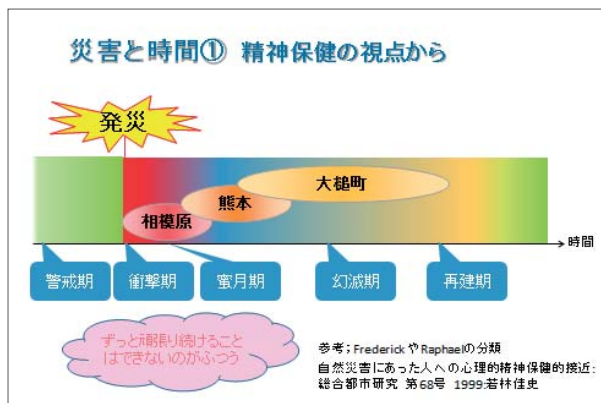 災害と時間① 精神保健の視点から
発災
大槌町
熊本
相模原
時間
警戒期
衝撃期
蜜月期
幻滅期
再建期
ずっと頑張り続けること
はできないのがふつう
参考；FrederickやRaphaelの分類
自然災害にあった人への心理的精神保健的接近:
総合都市研究 第68号 1999:若林佳史